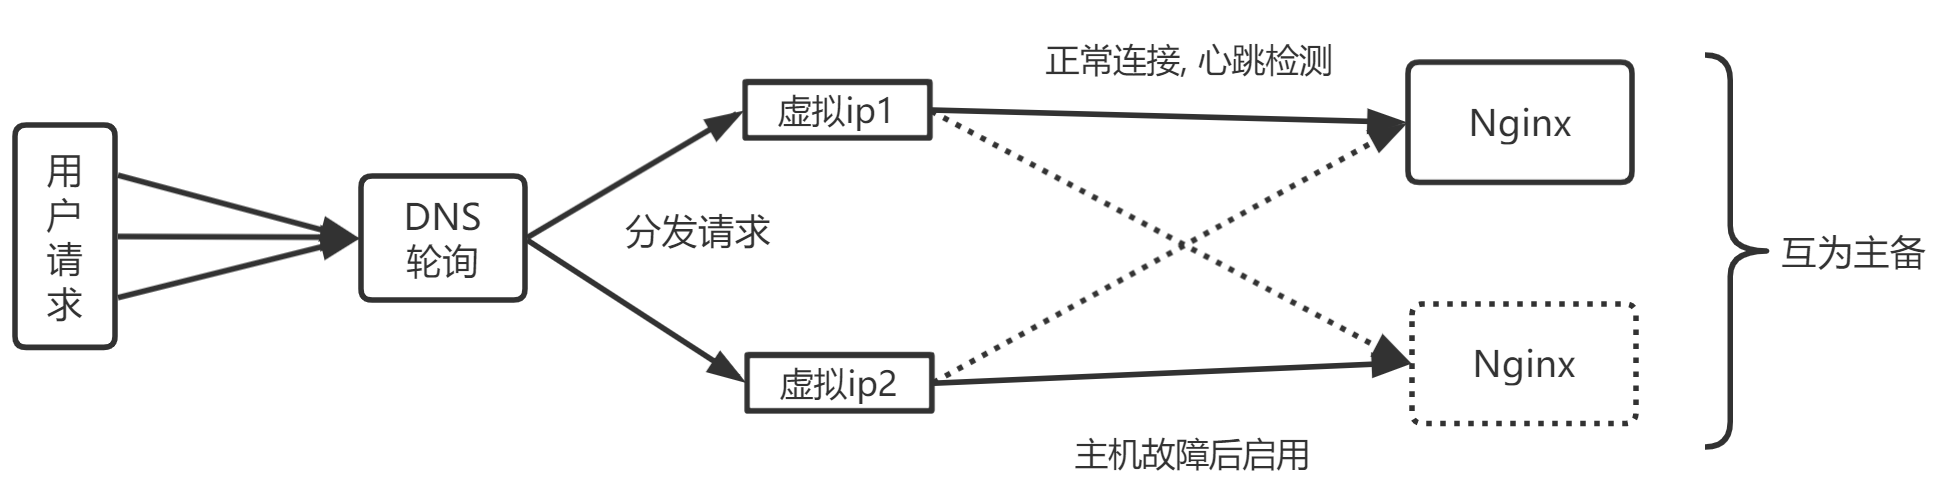 用
户
请
求
DNS
轮询
分发请求
虚拟ip1
虚拟ip2
正常连接, 心跳检测
主机故障后启用
Nginx
Nginx
互为主备